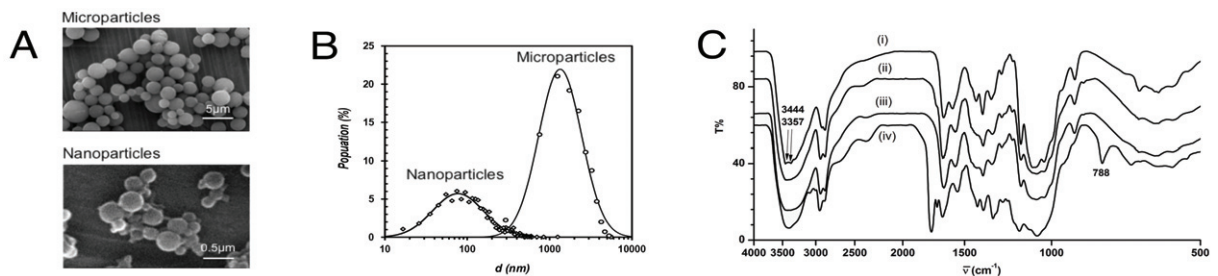 A
Microparticles
5μm
Nanoparticles
0.5μm
B
Microparticles
Nanoparticles
Popuation (%)
25
20
15
10
5
0
10 100 1000 10000
d (nm)
C
(i)
(ii)
(iii)
(iv)
3444
3357
788
T%
80
40
0
4000 3000 2500 2000 1500 1000 500
ν̅ (cm⁻¹)